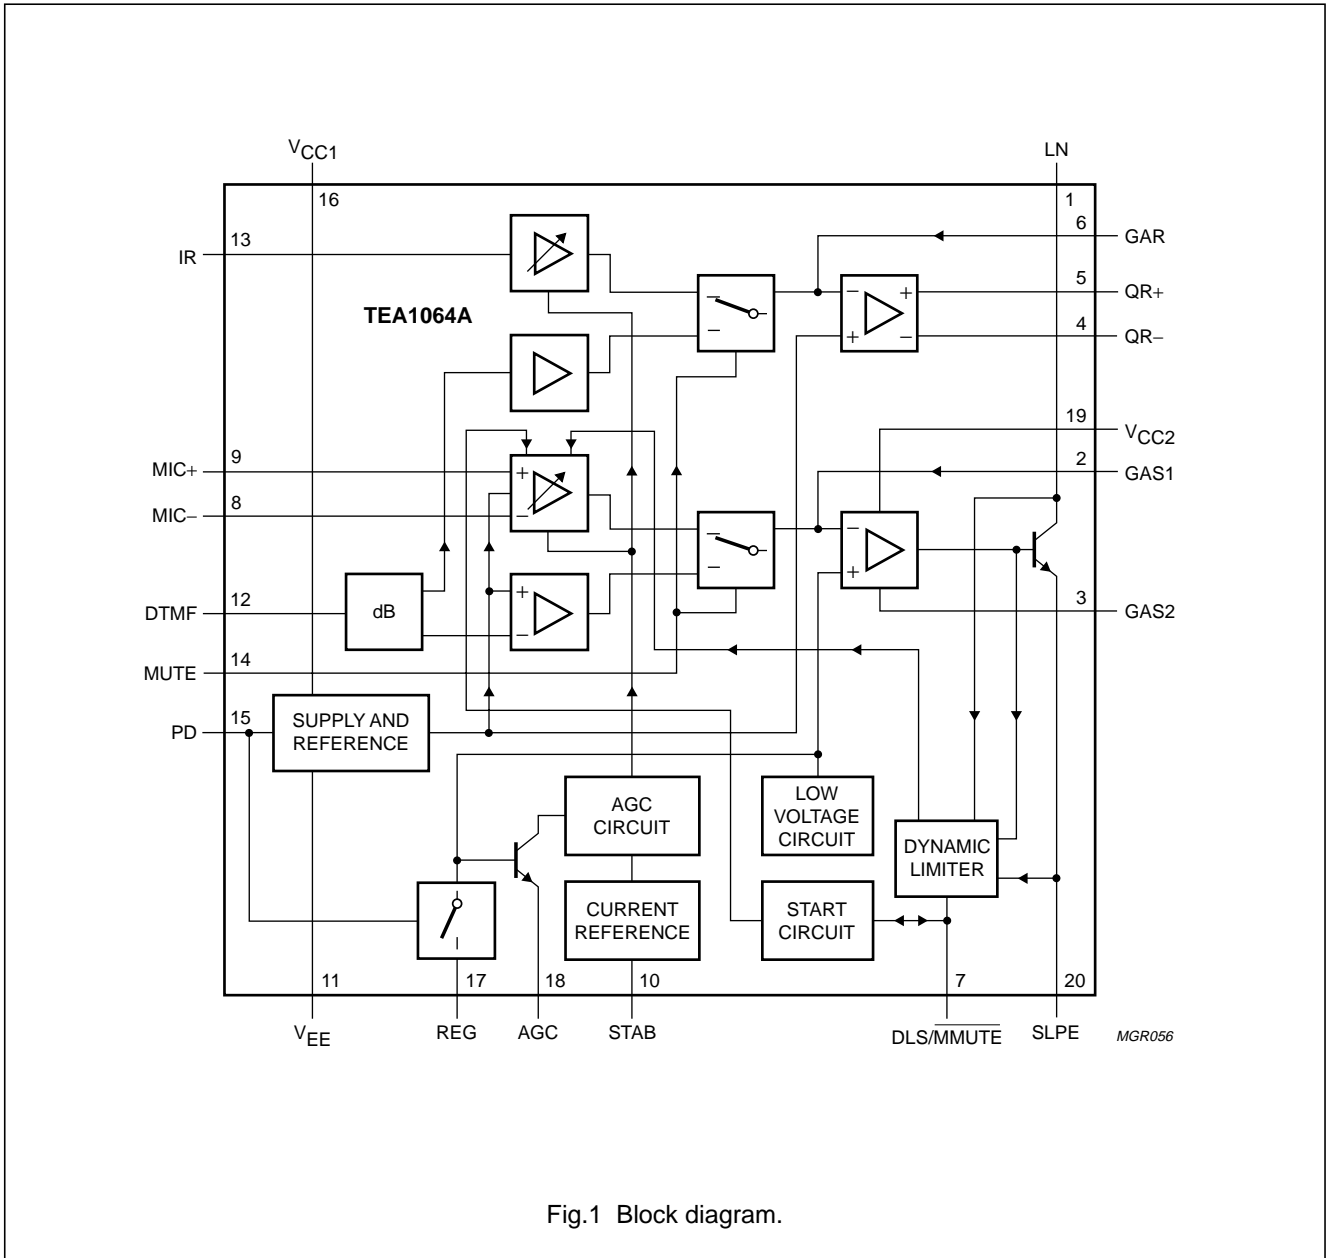 VCC1
LN
16
1
13
6
IR
GAR
5
QR+
TEA1064A
4
QR−
− + + −
19
VCC2
9
2
MIC+
GAS1
+
8
MIC−
−
− +
12
3
DTMF
dB
+ −
GAS2
14
MUTE
15
PD
SUPPLY AND
REFERENCE
AGC
CIRCUIT
LOW
VOLTAGE
CIRCUIT
DYNAMIC
LIMITER
CURRENT
REFERENCE
START
CIRCUIT
11
17
18
10
7
20
VEE
REG
AGC
STAB
DLS/MMUTE
SLPE
MGR056
Fig.1 Block diagram.